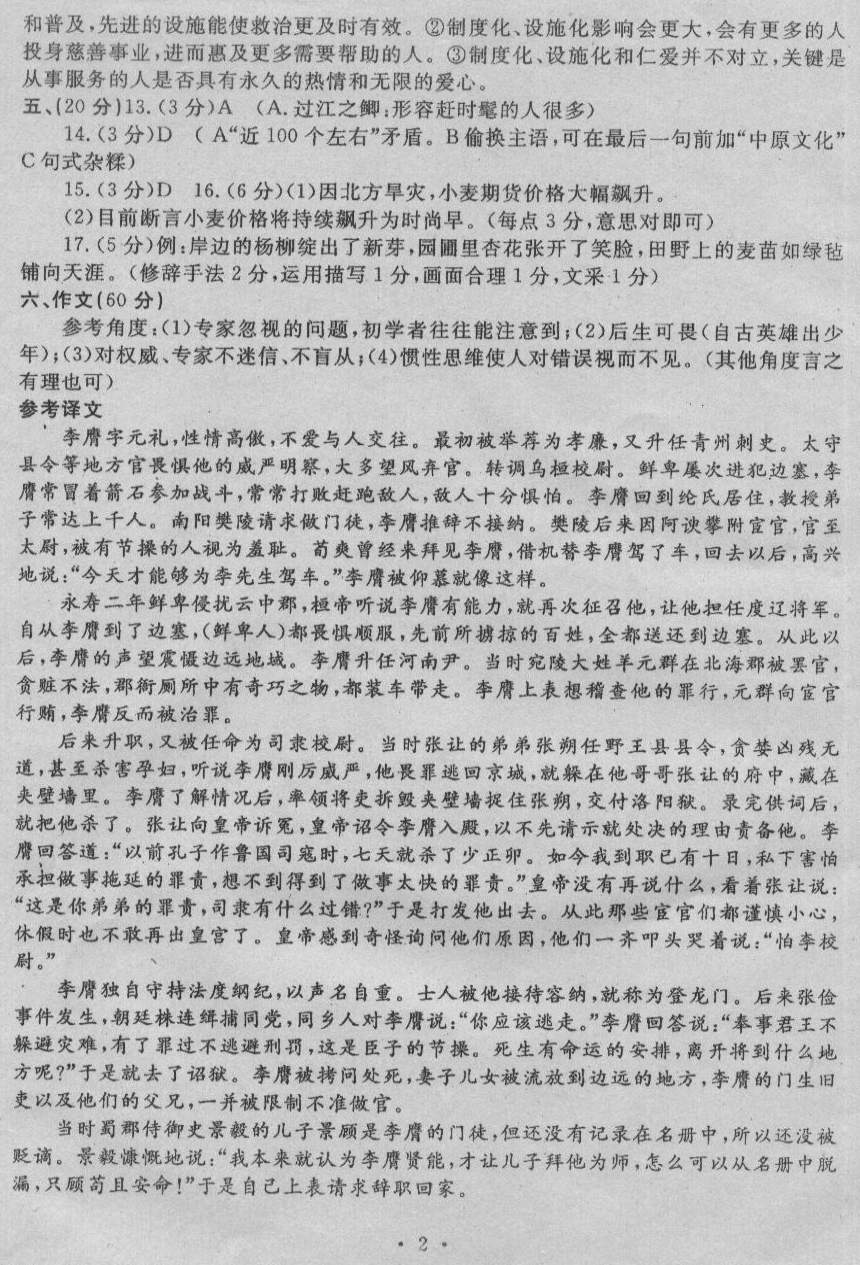 和普及,先进的设施能使救治更及时有效。②制度化、设施化影响会更大,会有更多的人
投身慈善事业,进而惠及更多需要帮助的人。③制度化、设施化和仁爱并不对立,关键是
从事服务的人是否具有永久的热情和无限的爱心。
五、(20分)13.(3分)A (A.过江之鲫:形容赶时髦的人很多)
14.(3分)D ( A“近100个左右”矛盾。B偷换主语,可在最后一句前加“中原文化”
C句式杂糅)
15.(3分)D 16.(6分)(1)因北方旱灾,小麦期货价格大幅飙升。
(2)目前断言小麦价格将持续飙升为时尚早。(每点3分,意思对即可)
17.(5分)例:岸边的杨柳绽出了新芽,园圃里杏花张开了笑脸,田野上的麦苗如绿毡
铺向天涯。(修辞手法2分,运用描写1分,画面合理1分,文采1分)
六、作文(60分)
参考角度:(1)专家忽视的问题,初学者往往能注意到;(2)后生可畏(自古英雄出少
年);(3)对权威、专家不迷信、不盲从;(4)惯性思维使人对错误视而不见。(其他角度言之
有理也可)
参考译文
李膺字元礼,性情高傲,不爱与人交往。最初被举荐为孝廉,又升任青州刺史。太守
县令等地方官畏惧他的威严明察,大多望风弃官。转调乌桓校尉。鲜卑屡次进犯边塞,李
膺常冒着箭石参加战斗,常常打败赶跑敌人,敌人十分惧怕。李膺回到纶氏居住,教授弟
子常达上千人。南阳樊陵请求做门徒,李膺推辞不接纳。樊陵后来因阿谀攀附宦官,官至
太尉,被有节操的人视为羞耻。荀爽曾经来拜见李膺,借机替李膺驾了车,回去以后,高兴
地说:“今天才能够为李先生驾车。”李膺被仰慕就像这样。
永寿二年鲜卑侵扰云中郡,桓帝听说李膺有能力,就再次征召他,让他担任度辽将军。
自从李膺到了边塞,(鲜卑人)都畏惧顺服,先前所掳掠的百姓,全都送还到边塞。从此以
后,李膺的声望震慑边远地域。李膺升任河南尹。当时宛陵大姓羊元群在北海郡被罢官,
贪赃不法,郡衙厕所中有奇巧之物,都装车带走。李膺上表想稽查他的罪行,元群向宦官
行贿,李膺反而被治罪。
后来升职,又被任命为司隶校尉。当时张让的弟弟张朔任野王县县令,贪婪凶残无
道,甚至杀害孕妇,听说李膺刚厉威严,他畏罪逃回京城,就躲在他哥哥张让的府中,藏在
夹壁墙里。李膺了解情况后,率领将吏拆毁夹壁墙捉住张朔,交付洛阳狱。录完供词后,
就把他杀了。张让向皇帝诉冤,皇帝诏令李膺入殿,以不先请示就处决的理由责备他。李
膺回答道:“以前孔子作鲁国司寇时,七天就杀了少正卯。如今我到职已有十日,私下害怕
承担做事拖延的罪责,想不到得到了做事太快的罪责。”皇帝没有再说什么,看着张让说:
“这是你弟弟的罪责,司隶有什么过错?”于是打发他出去。从此那些宦官们都谨慎小心,
休假时也不敢再出皇宫了。皇帝感到奇怪询问他们原因,他们一齐叩头哭着说:“怕李校
尉。”
李膺独自守持法度纲纪,以声名自重。士人被他接待容纳,就称为登龙门。后来张俭
事件发生,朝廷株连缉捕同党,同乡人对李膺说:“你应该逃走。”李膺回答说:“奉事君王不
躲避灾难,有了罪过不逃避刑罚,这是臣子的节操。死生有命运的安排,离开将到什么地
方呢?”于是就去了诏狱。李膺被拷问处死,妻子儿女被流放到边远的地方,李膺的门生旧
吏以及他们的父兄,一并被限制不准做官。
当时蜀郡侍御史景毅的儿子景顾是李膺的门徒,但还没有记录在名册中,所以还没被
贬谪。景毅慷慨地说:“我本来就认为李膺贤能,才让儿子拜他为师,怎么可以从名册中脱
漏,只顾苟且安命!”于是自己上表请求辞职回家。
· 2 ·